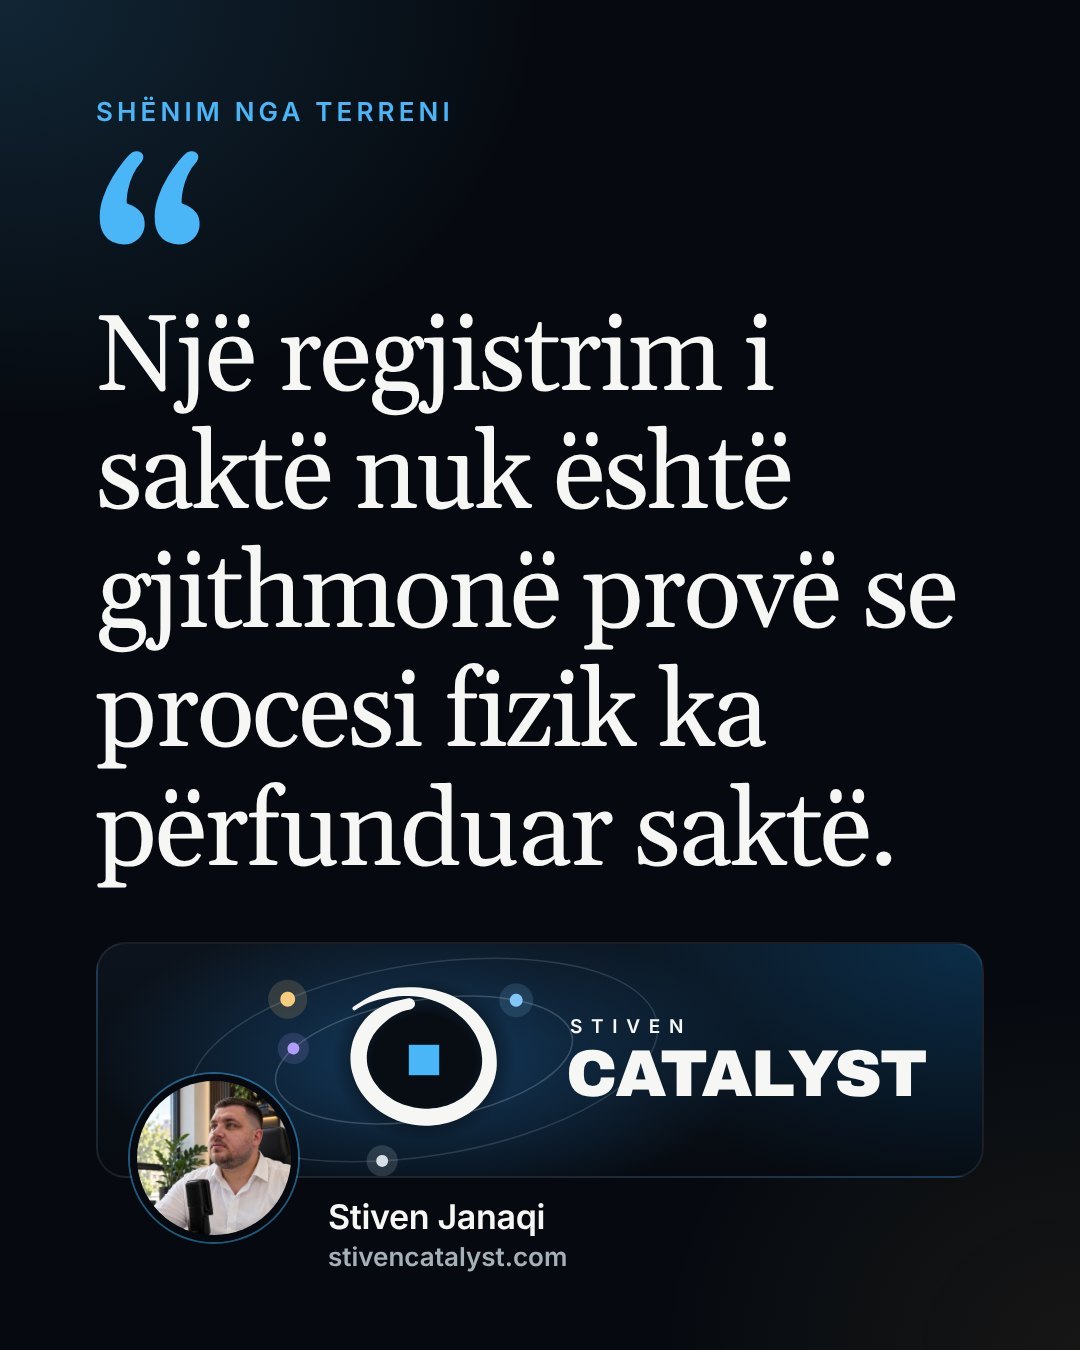 SHËNIM NGA TERRENI
“
Një regjistrim i
saktë nuk është
gjithmonë provë se
procesi fizik ka
përfunduar saktë.
STIVEN
CATALYST
Stiven Janaqi
stivencatalyst.com